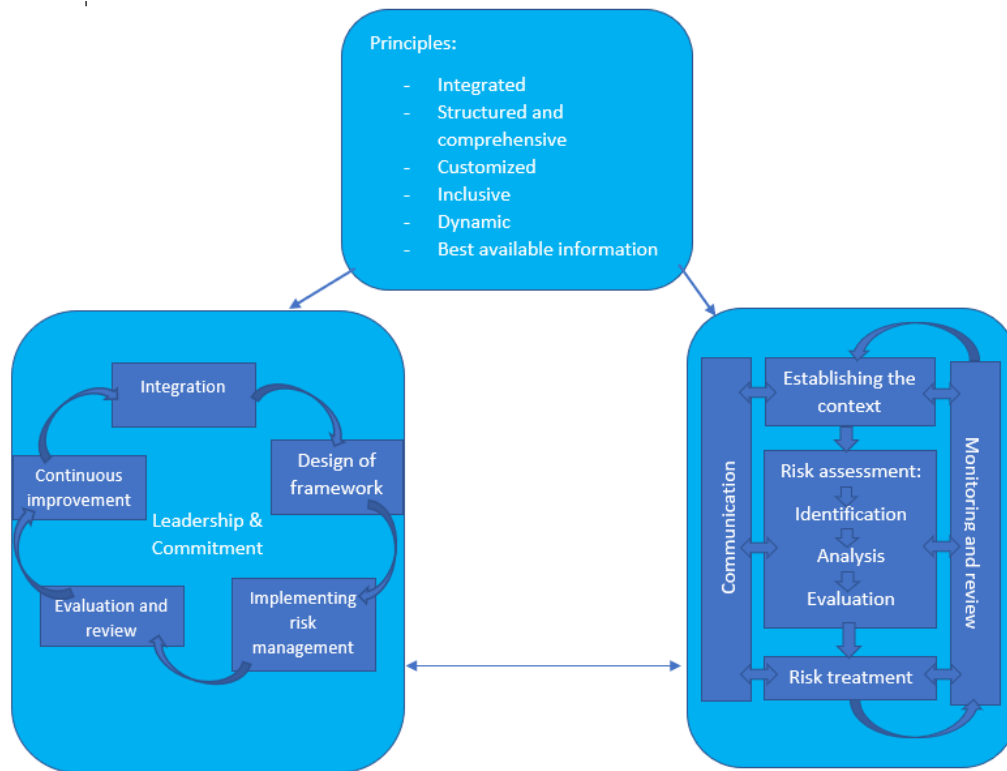 Principles:
- Integrated
- Structured and
comprehensive
- Customized
- Inclusive
- Dynamic
- Best available information
Integration
Design of
framework
Implementing
risk
management
Evaluation and
review
Continuous
improvement
Leadership &
Commitment
Communication
Establishing the
context
Risk assessment:
Identification
Analysis
Evaluation
Risk treatment
Monitoring and review